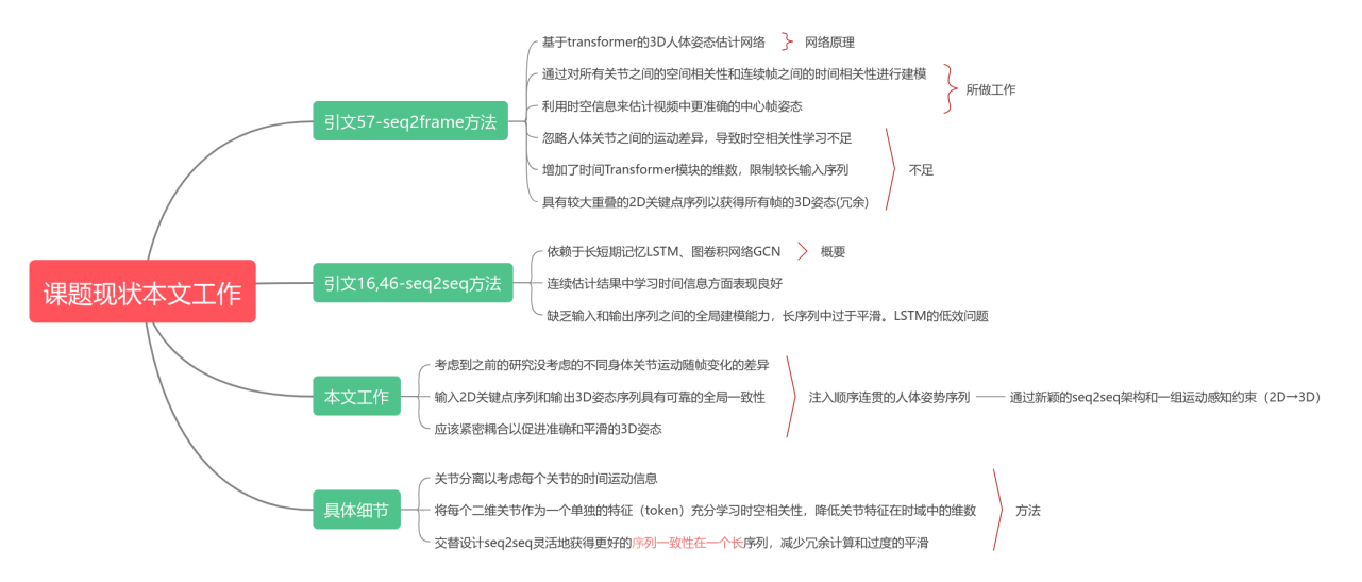 课题现状本文工作
引文57-seq2frame方法
基于transformer的3D人体姿态估计网络
网络原理
通过对所有关节之间的空间相关性和连续帧之间的时间相关性进行建模
利用时空信息来估计视频中更准确的中心帧姿态
所做工作
忽略人体关节之间的运动差异，导致时空相关性学习不足
增加了时间Transformer模块的维数，限制较长输入序列
具有较大重叠的2D关键点序列以获得所有帧的3D姿态(冗余)
不足
引文16,46-seq2seq方法
依赖于长短期记忆LSTM、图卷积网络GCN
概要
连续估计结果中学习时间信息方面表现良好
缺乏输入和输出序列之间的全局建模能力，长序列中过于平滑。LSTM的低效问题
本文工作
考虑到之前的研究没考虑的不同身体关节运动随帧变化的差异
输入2D关键点序列和输出3D姿态序列具有可靠的全局一致性
应该紧密耦合以促进准确和平滑的3D姿态
注入顺序连贯的人体姿势序列
通过新颖的seq2seq架构和一组运动感知约束（2D→3D）
具体细节
关节分离以考虑每个关节的时间运动信息
将每个二维关节作为一个单独的特征（token）充分学习时空相关性，降低关节特征在时域中的维数
交替设计seq2seq灵活地获得更好的序列一致性在一个长序列，减少冗余计算和过度的平滑
方法